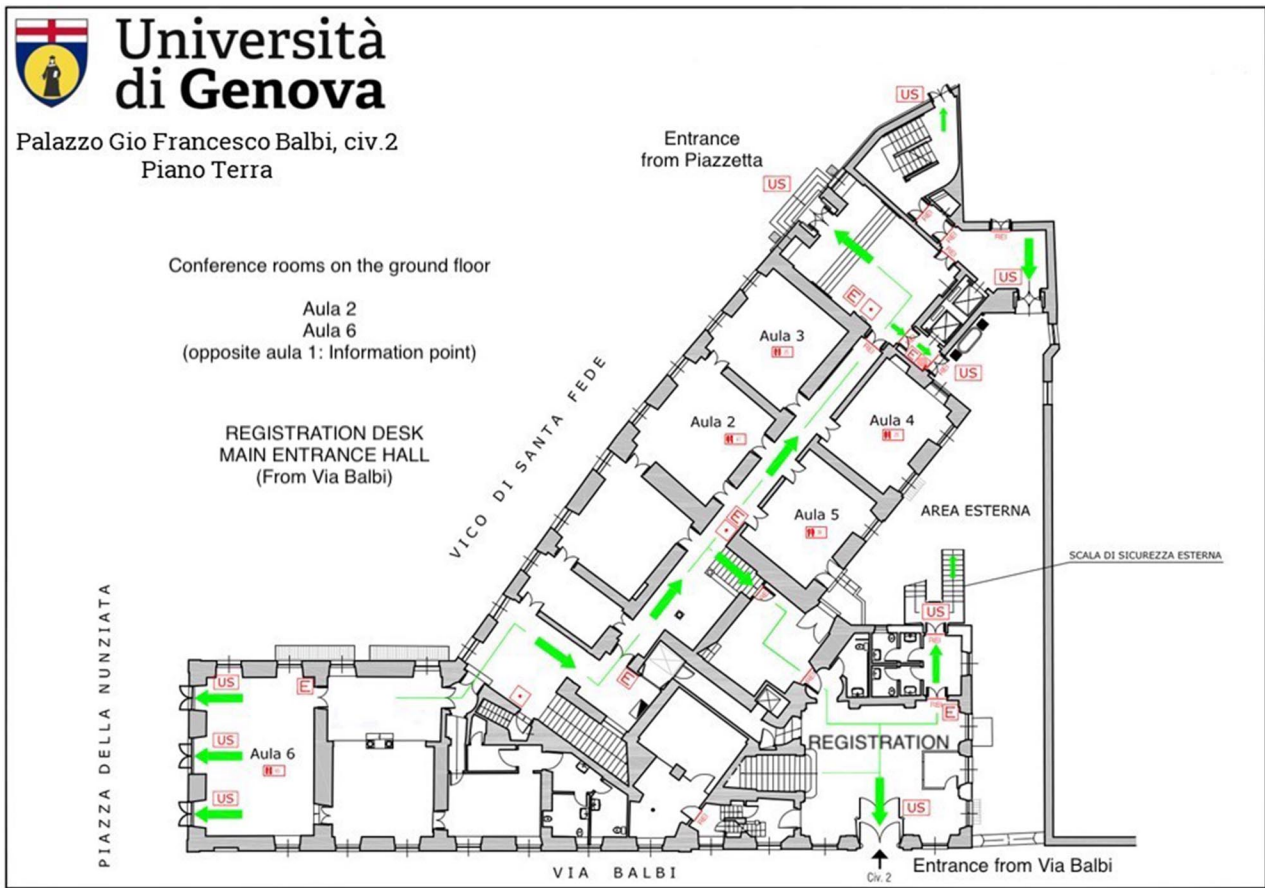 Università
di Genova
Palazzo Gio Francesco Balbi, civ.2
Piano Terra
Conference rooms on the ground floor
Aula 2
Aula 6
(opposite aula 1: Information point)
REGISTRATION DESK
MAIN ENTRANCE HALL
(From Via Balbi)
US
Entrance
from Piazzetta
US
US
E
E
US
Aula 3
Aula 2
Aula 4
Aula 5
E
VICO DI SANTA FEDE
AREA ESTERNA
SCALA DI SICUREZZA ESTERNA
US
PIAZZA DELLA NUNZIATA
US
E
E
E
US
Aula 6
REGISTRATION
US
US
VIA BALBI
Civ. 2
Entrance from Via Balbi